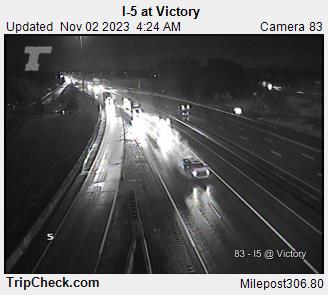 I-5 at Victory
Updated Nov 02 2023 4:24 AM Camera 83
T
S
83 - I5 @ Victory
TripCheck.com Milepost306.80